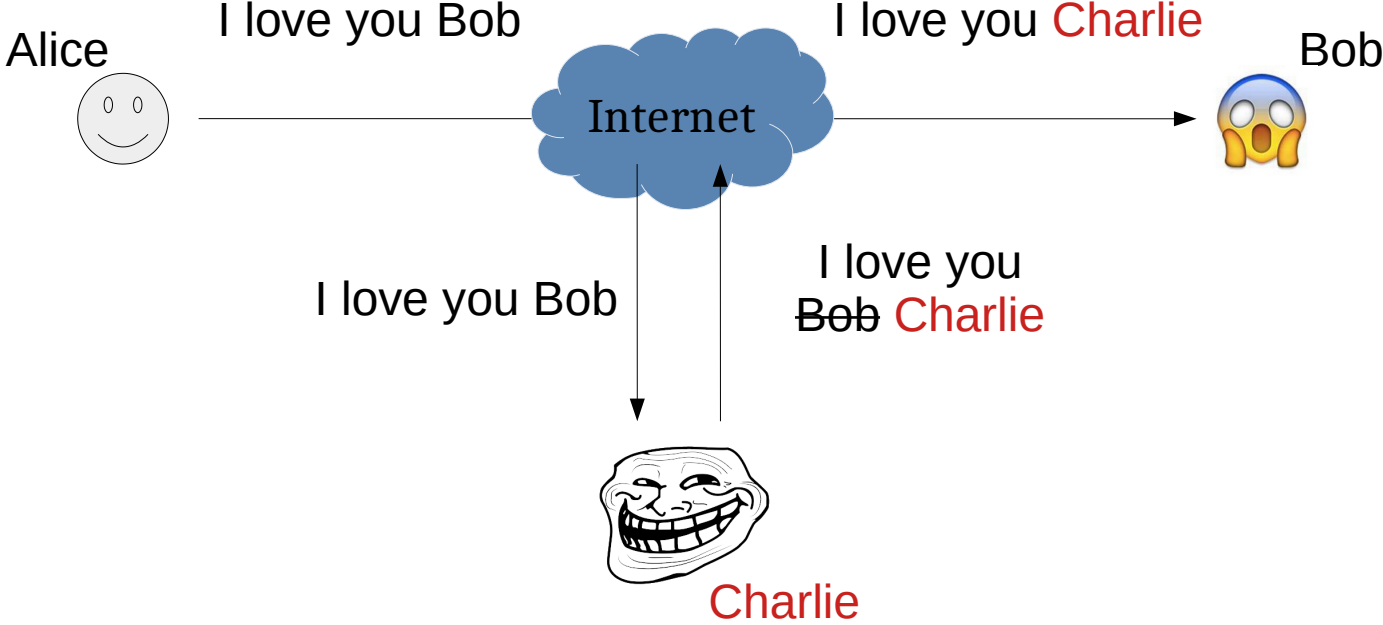 I love you Bob
I love you Charlie
Alice
Bob
Internet
I love you Bob
I love you
Bob Charlie
Charlie